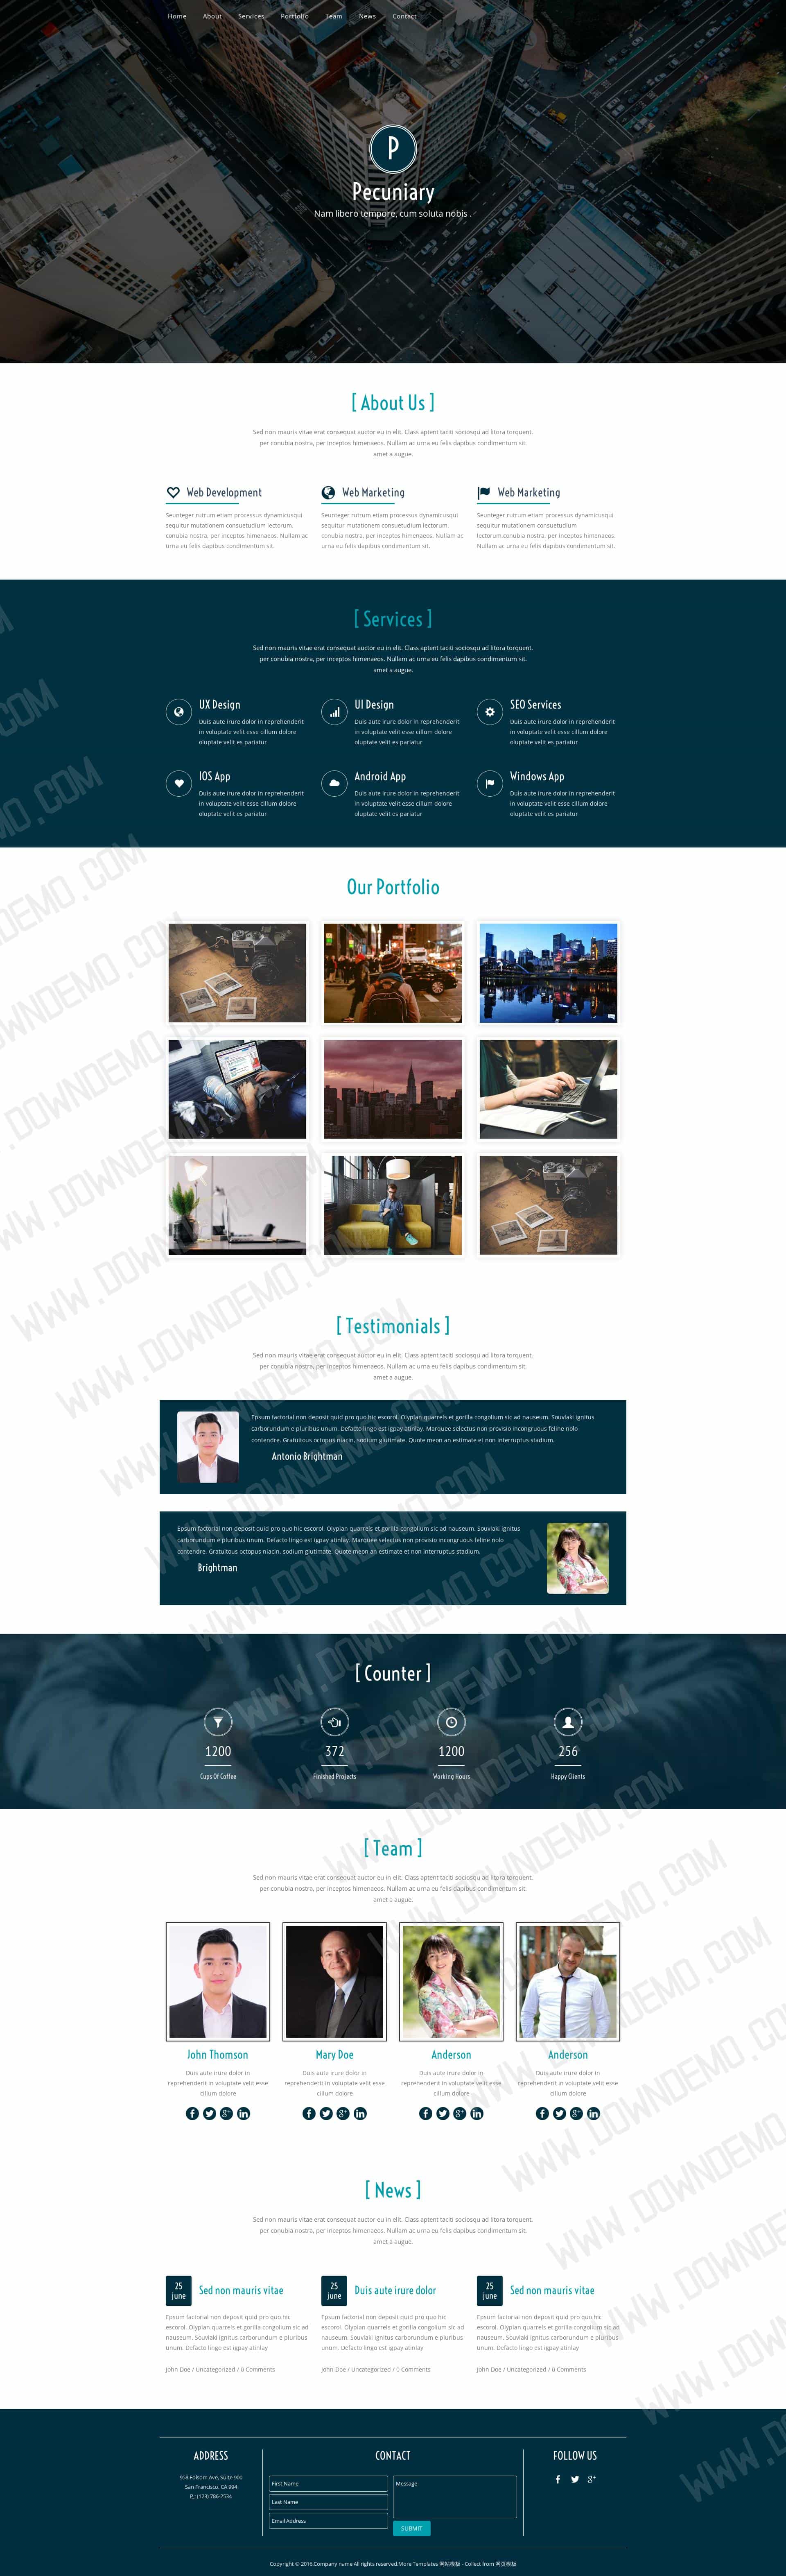 Home About Services Portfolio Team News Contact
P
Pecuniary
Nam libero tempore, cum soluta nobis .
[ About Us ]
Sed non mauris vitae erat consequat auctor eu in elit. Class aptent taciti sociosqu ad litora torquent.
per conubia nostra, per inceptos himenaeos. Nullam ac urna eu felis dapibus condimentum sit.
amet a augue.
Web Development
Seunteger rutrum etiam processus dynamicusqui
sequitur mutationem consuetudium lectorum.
conubia nostra, per inceptos himenaeos. Nullam ac
urna eu felis dapibus condimentum sit.
Web Marketing
Seunteger rutrum etiam processus dynamicusqui
sequitur mutationem consuetudium lectorum.
conubia nostra, per inceptos himenaeos. Nullam ac
urna eu felis dapibus condimentum sit.
Web Marketing
Seunteger rutrum etiam processus dynamicusqui
sequitur mutationem consuetudium
lectorum.conubia nostra, per inceptos himenaeos.
Nullam ac urna eu felis dapibus condimentum sit.
[ Services ]
Sed non mauris vitae erat consequat auctor eu in elit. Class aptent taciti sociosqu ad litora torquent.
per conubia nostra, per inceptos himenaeos. Nullam ac urna eu felis dapibus condimentum sit.
amet a augue.
UX Design
Duis aute irure dolor in reprehenderit
in voluptate velit esse cillum dolore
oluptate velit es pariatur
UI Design
Duis aute irure dolor in reprehenderit
in voluptate velit esse cillum dolore
oluptate velit es pariatur
SEO Services
Duis aute irure dolor in reprehenderit
in voluptate velit esse cillum dolore
oluptate velit es pariatur
IOS App
Duis aute irure dolor in reprehenderit
in voluptate velit esse cillum dolore
oluptate velit es pariatur
Android App
Duis aute irure dolor in reprehenderit
in voluptate velit esse cillum dolore
oluptate velit es pariatur
Windows App
Duis aute irure dolor in reprehenderit
in voluptate velit esse cillum dolore
oluptate velit es pariatur
Our Portfolio
[ Testimonials ]
Sed non mauris vitae erat consequat auctor eu in elit. Class aptent taciti sociosqu ad litora torquent.
per conubia nostra, per inceptos himenaeos. Nullam ac urna eu felis dapibus condimentum sit.
amet a augue.
Epsum factorial non deposit quid pro quo hic escorol. Olypian quarrels et gorilla congolium sic ad nauseum. Souvlaki ignitus
carborundum e pluribus unum. Defacto lingo est igpay atinlay. Marquee selectus non provisio incongruous feline nolo
contendre. Gratuitous octopus niacin, sodium glutimate. Quote meon an estimate et non interruptus stadium.
Antonio Brightman
Epsum factorial non deposit quid pro quo hic escorol. Olypian quarrels et gorilla congolium sic ad nauseum. Souvlaki ignitus
carborundum e pluribus unum. Defacto lingo est igpay atinlay. Marquee selectus non provisio incongruous feline nolo
contendre. Gratuitous octopus niacin, sodium glutimate. Quote meon an estimate et non interruptus stadium.
Brightman
[ Counter ]
1200
Cups Of Coffee
372
Finished Projects
1200
Working Hours
256
Happy Clients
[ Team ]
Sed non mauris vitae erat consequat auctor eu in elit. Class aptent taciti sociosqu ad litora torquent.
per conubia nostra, per inceptos himenaeos. Nullam ac urna eu felis dapibus condimentum sit.
amet a augue.
John Thomson
Duis aute irure dolor in
reprehenderit in voluptate velit esse
cillum dolore
Mary Doe
Duis aute irure dolor in
reprehenderit in voluptate velit esse
cillum dolore
Anderson
Duis aute irure dolor in
reprehenderit in voluptate velit esse
cillum dolore
Anderson
Duis aute irure dolor in
reprehenderit in voluptate velit esse
cillum dolore
[ News ]
Sed non mauris vitae erat consequat auctor eu in elit. Class aptent taciti sociosqu ad litora torquent.
per conubia nostra, per inceptos himenaeos. Nullam ac urna eu felis dapibus condimentum sit.
amet a augue.
25
june
Sed non mauris vitae
Epsum factorial non deposit quid pro quo hic
escorol. Olypian quarrels et gorilla congolium sic ad
nauseum. Souvlaki ignitus carborundum e pluribus
unum. Defacto lingo est igpay atinlay
John Doe / Uncategorized / 0 Comments
25
june
Duis aute irure dolor
Epsum factorial non deposit quid pro quo hic
escorol. Olypian quarrels et gorilla congolium sic ad
nauseum. Souvlaki ignitus carborundum e pluribus
unum. Defacto lingo est igpay atinlay
John Doe / Uncategorized / 0 Comments
25
june
Sed non mauris vitae
Epsum factorial non deposit quid pro quo hic
escorol. Olypian quarrels et gorilla congolium sic ad
nauseum. Souvlaki ignitus carborundum e pluribus
unum. Defacto lingo est igpay atinlay
John Doe / Uncategorized / 0 Comments
ADDRESS
958 Folsom Ave, Suite 900
San Francisco, CA 994
P : (123) 786-2534
CONTACT
First Name
Last Name
Email Address
Message
SUBMIT
FOLLOW US
Copyright © 2016.Company name All rights reserved.More Templates 网站模板 - Collect from 网页模板
WWW.DOWNDEMO.COM